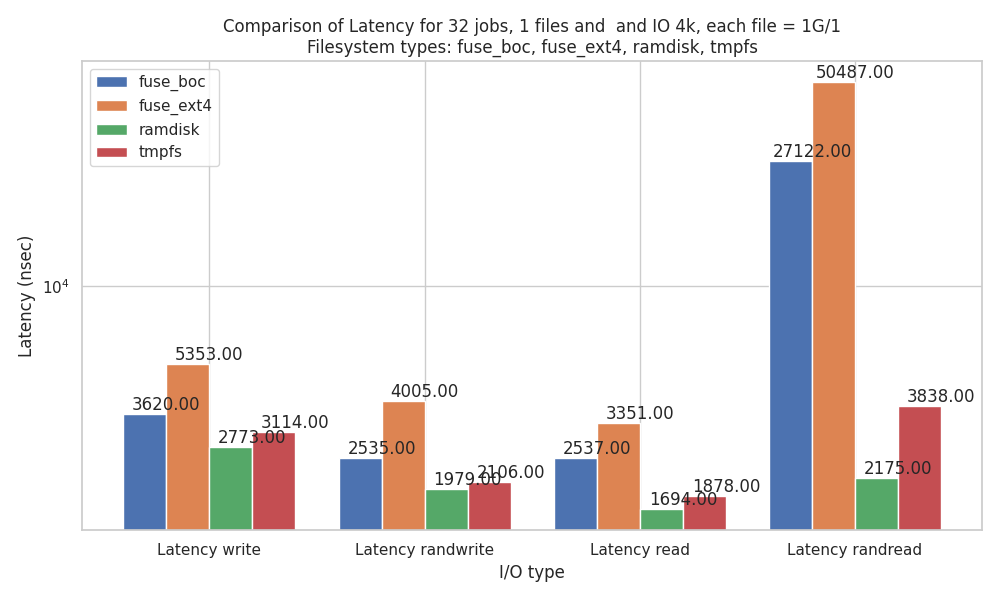 Comparison of Latency for 32 jobs, 1 files and  and IO 4k, each file = 1G/1
Filesystem types: fuse_boc, fuse_ext4, ramdisk, tmpfs
fuse_boc
fuse_ext4
ramdisk
tmpfs
Latency (nsec)
10⁴
3620.00
5353.00
2773.00
3114.00
2535.00
4005.00
1979.00
2106.00
2537.00
3351.00
1694.00
1878.00
27122.00
50487.00
2175.00
3838.00
Latency write
Latency randwrite
Latency read
Latency randread
I/O type